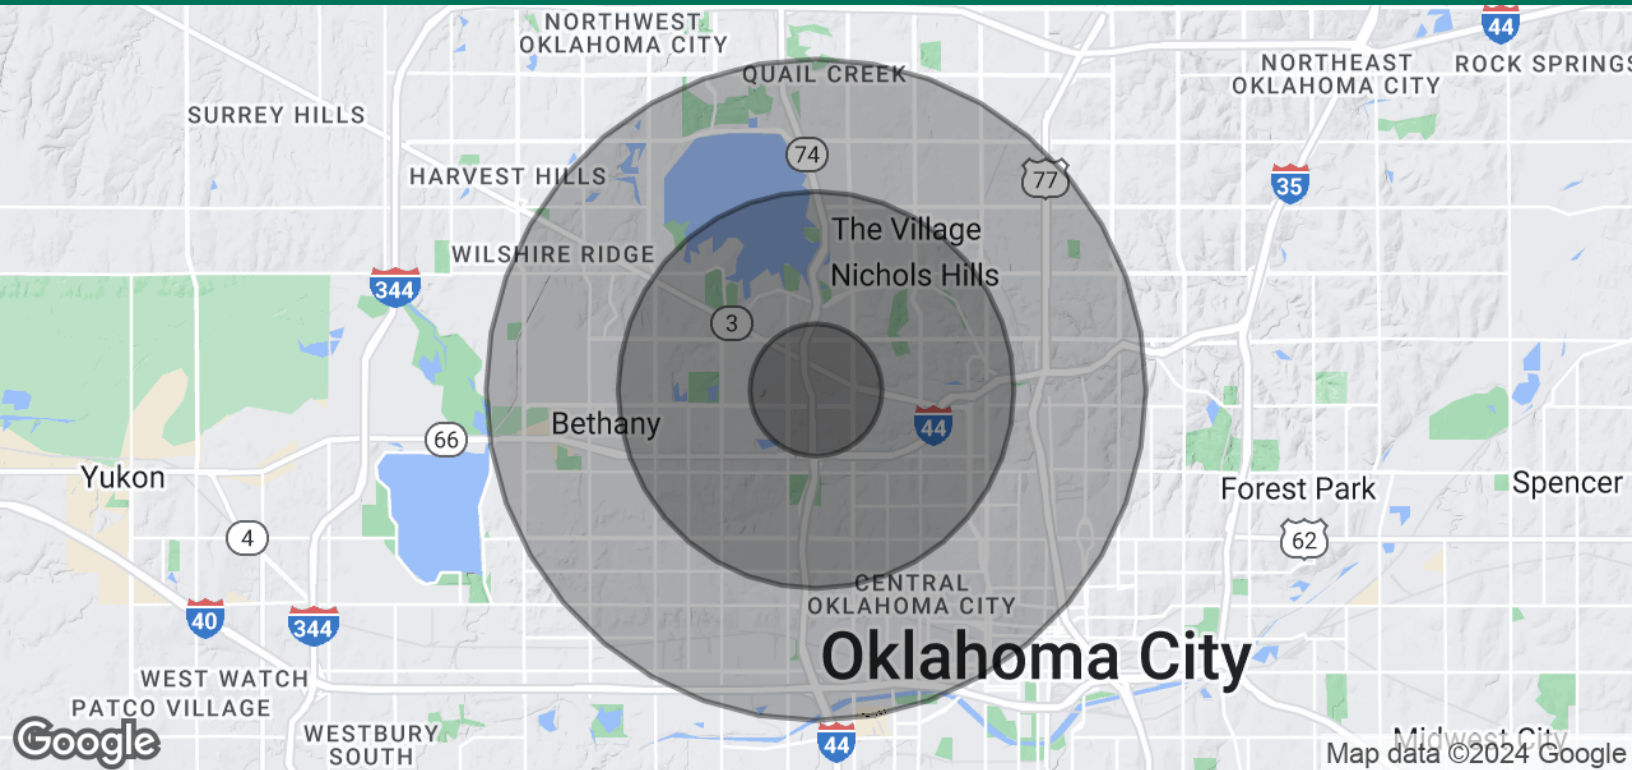 NORTHWEST
OKLAHOMA CITY
44
NORTHEAST
OKLAHOMA CITY
ROCK SPRINGS
QUAIL CREEK
SURREY HILLS
74
HARVEST HILLS
77
35
The Village
WILSHIRE RIDGE
Nichols Hills
344
3
Bethany
44
66
Yukon
Forest Park
Spencer
4
62
CENTRAL
OKLAHOMA CITY
40
344
Oklahoma City
WEST WATCH
PATCO VILLAGE
WESTBURY
SOUTH
44
Midwest City
Google
Map data ©2024 Google